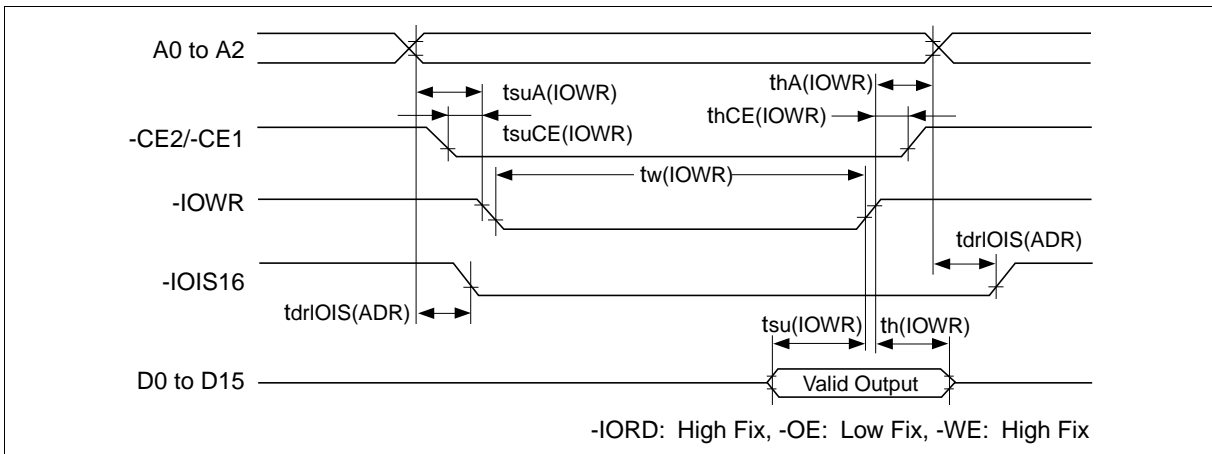 A0 to A2
tsuA(IOWR)
thA(IOWR)
-CE2/-CE1
tsuCE(IOWR)
thCE(IOWR)
tw(IOWR)
-IOWR
tdrIOIS(ADR)
-IOIS16
tdrIOIS(ADR)
tsu(IOWR)
th(IOWR)
D0 to D15
Valid Output
-IORD: High Fix, -OE: Low Fix, -WE: High Fix